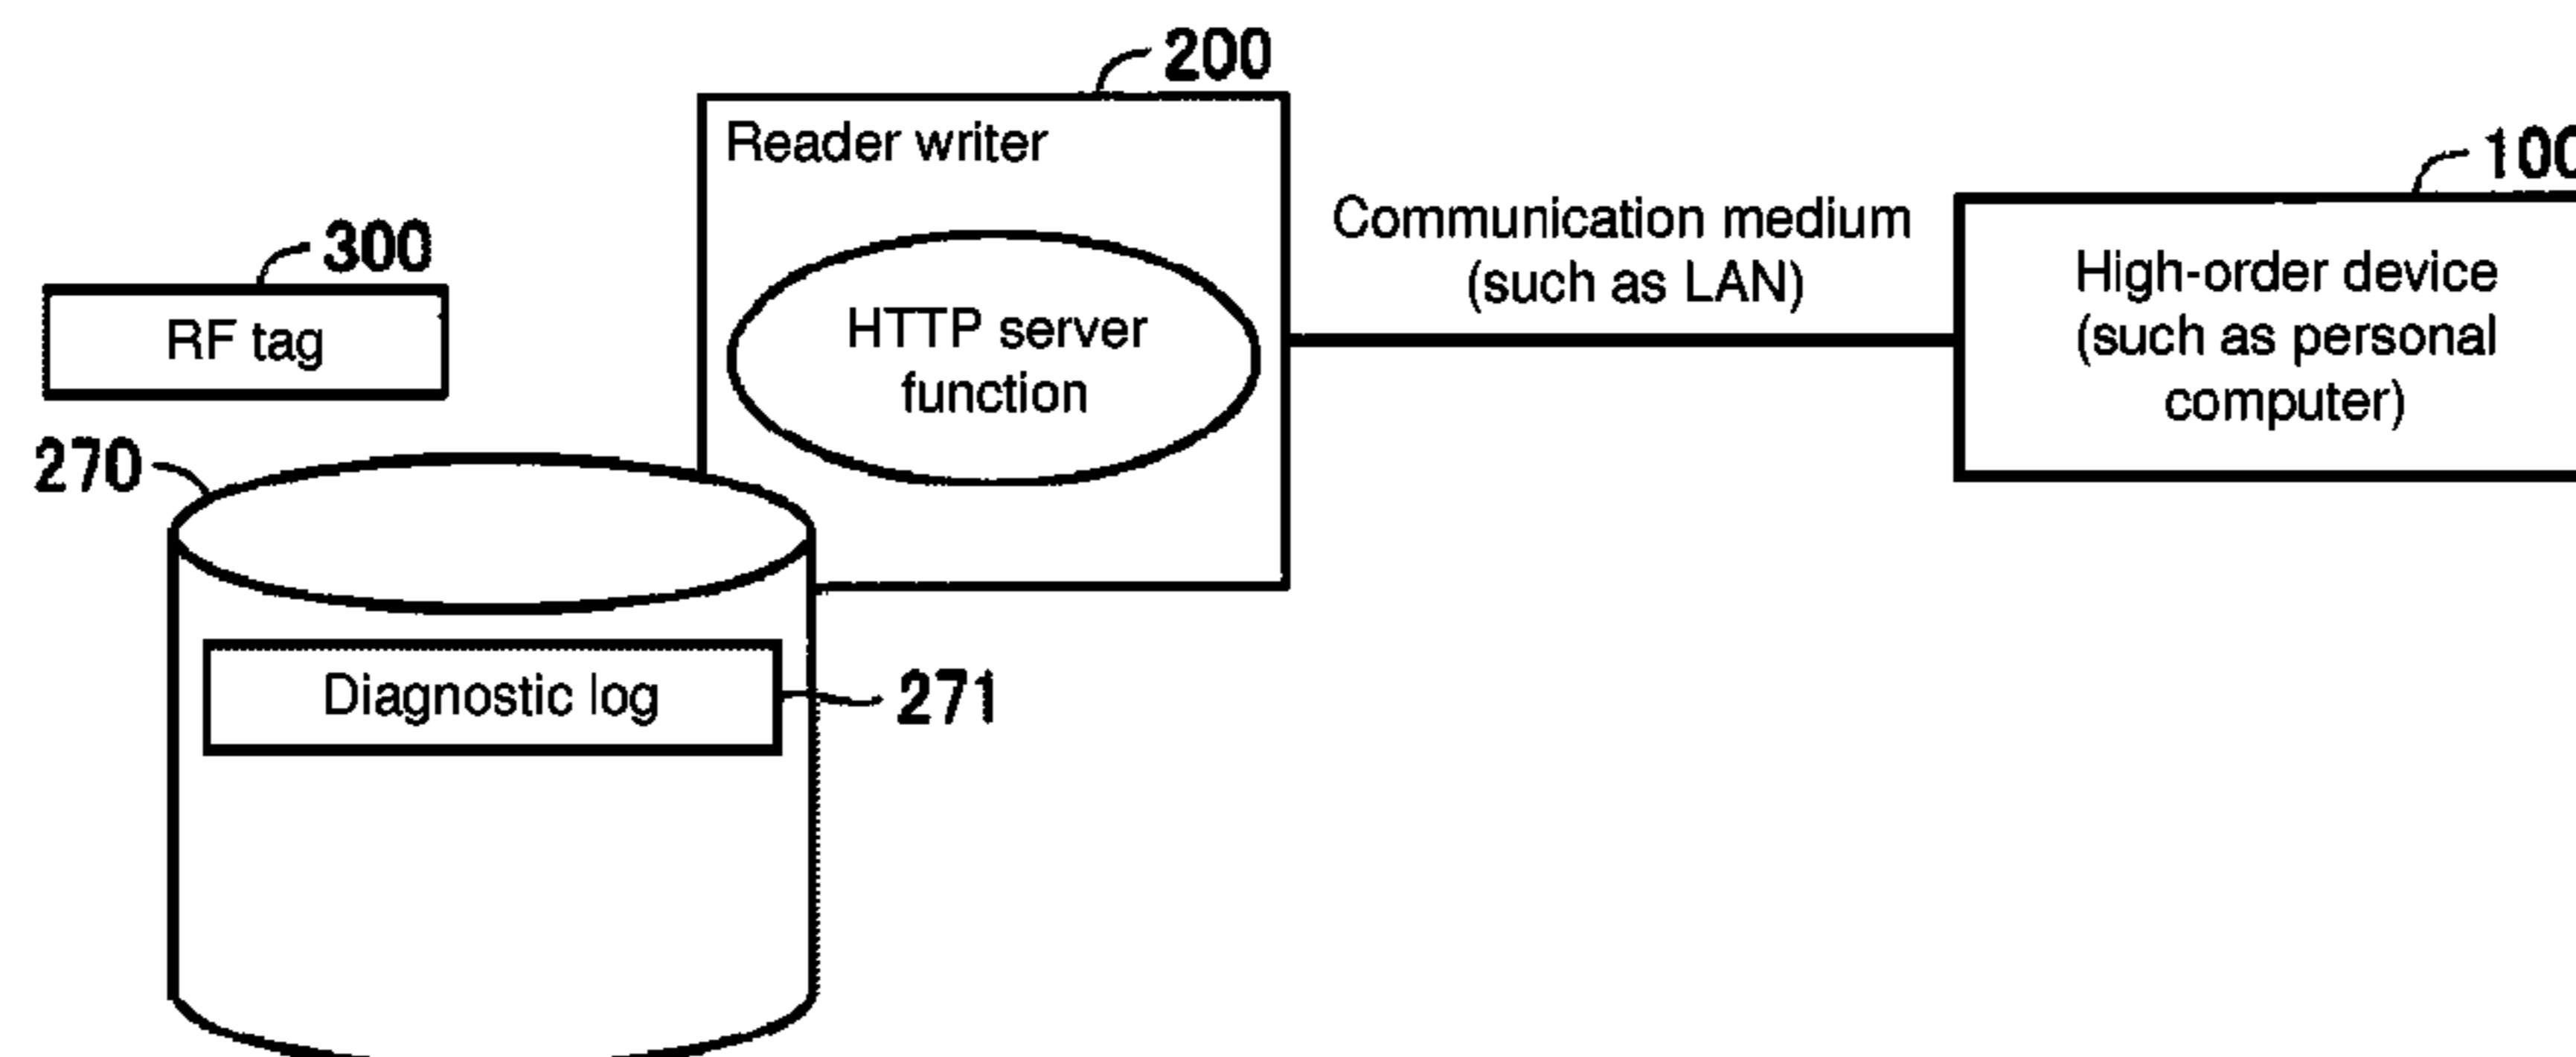 200
Reader writer
HTTP server
function
Communication medium
(such as LAN)
100
High-order device
(such as personal
computer)
300
RF tag
270
Diagnostic log
271